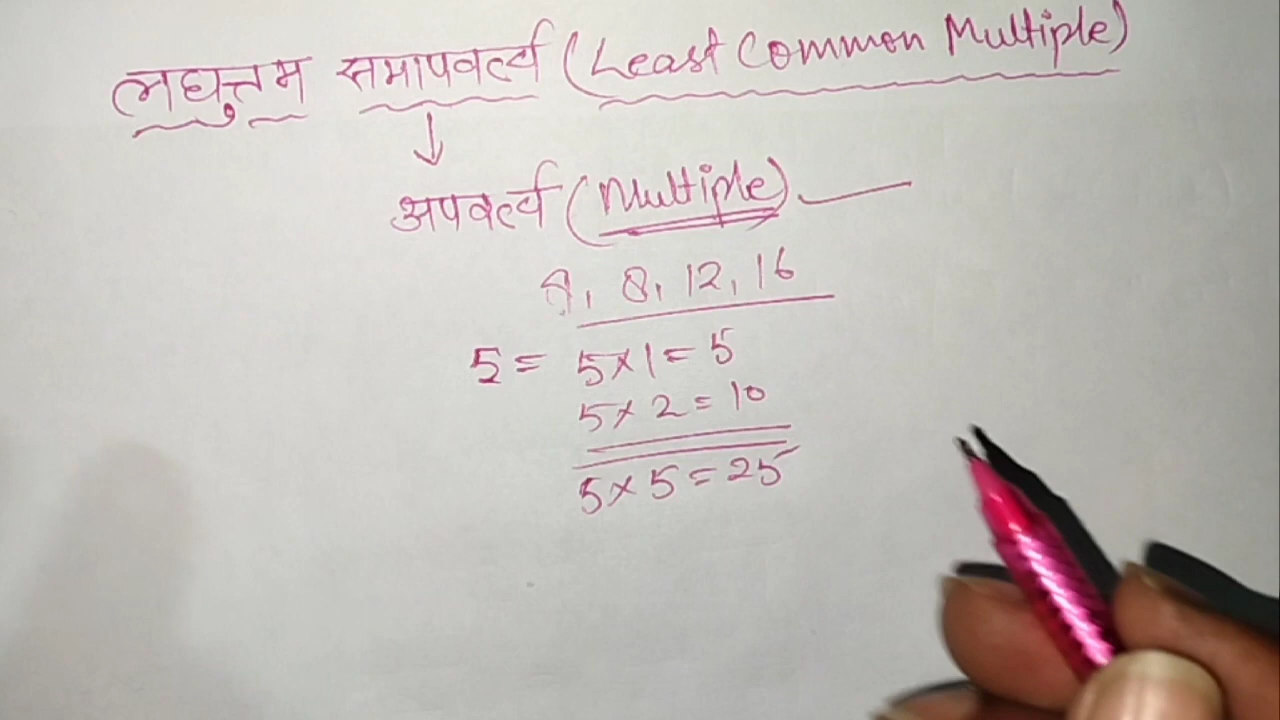 लघुत्तम समापवर्त्य (Least Common Multiple)
अपवर्त्य (Multiple)
4, 8, 12, 16
5 = 5×1 = 5
5×2 = 10
5×5 = 25